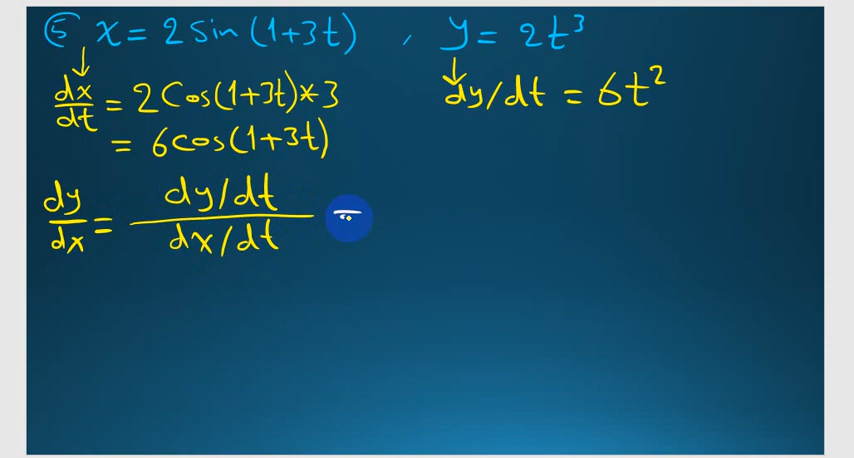 ⑤ x = 2 Sin (1+3t) , y = 2t³
dx/dt = 2 Cos(1+3t)*3
dy/dt = 6t²
= 6cos(1+3t)
dy/dx = (dy/dt)/(dx/dt) =